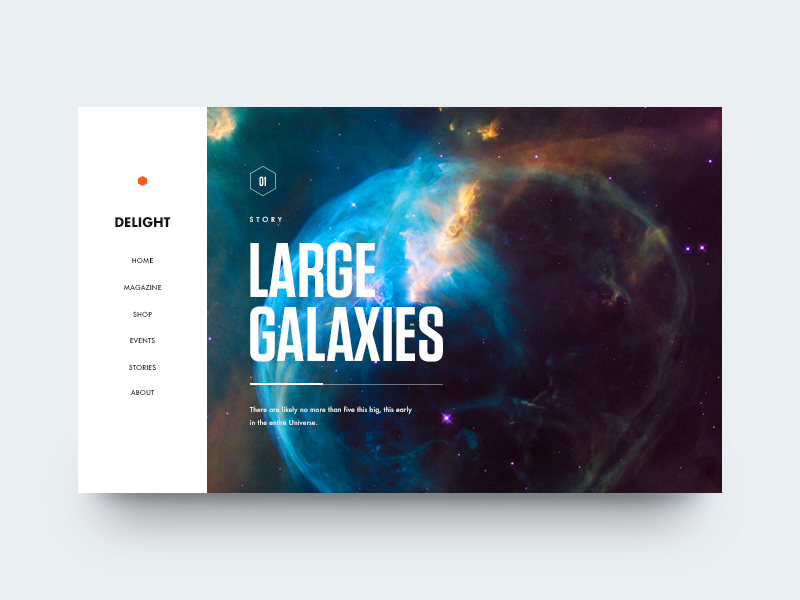 DELIGHT
HOME
MAGAZINE
SHOP
EVENTS
STORIES
ABOUT
01
STORY
LARGE
GALAXIES
There are likely no more than five this big, this early
in the entire Universe.